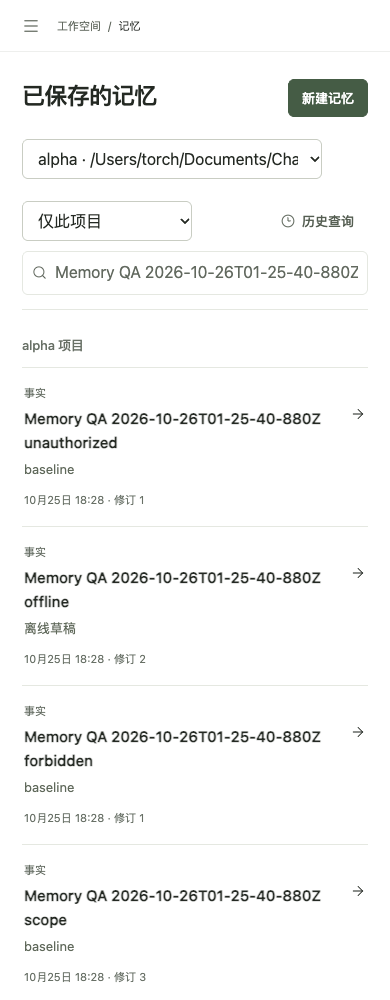 工作空间 / 记忆
已保存的记忆
新建记忆
alpha · /Users/torch/Documents/Cha
仅此项目
历史查询
Memory QA 2026-10-26T01-25-40-880Z
alpha 项目
事实
Memory QA 2026-10-26T01-25-40-880Z
unauthorized
baseline
10月25日 18:28 · 修订 1
事实
Memory QA 2026-10-26T01-25-40-880Z
offline
离线草稿
10月25日 18:28 · 修订 2
事实
Memory QA 2026-10-26T01-25-40-880Z
forbidden
baseline
10月25日 18:28 · 修订 1
事实
Memory QA 2026-10-26T01-25-40-880Z
scope
baseline
10月25日 18:28 · 修订 3